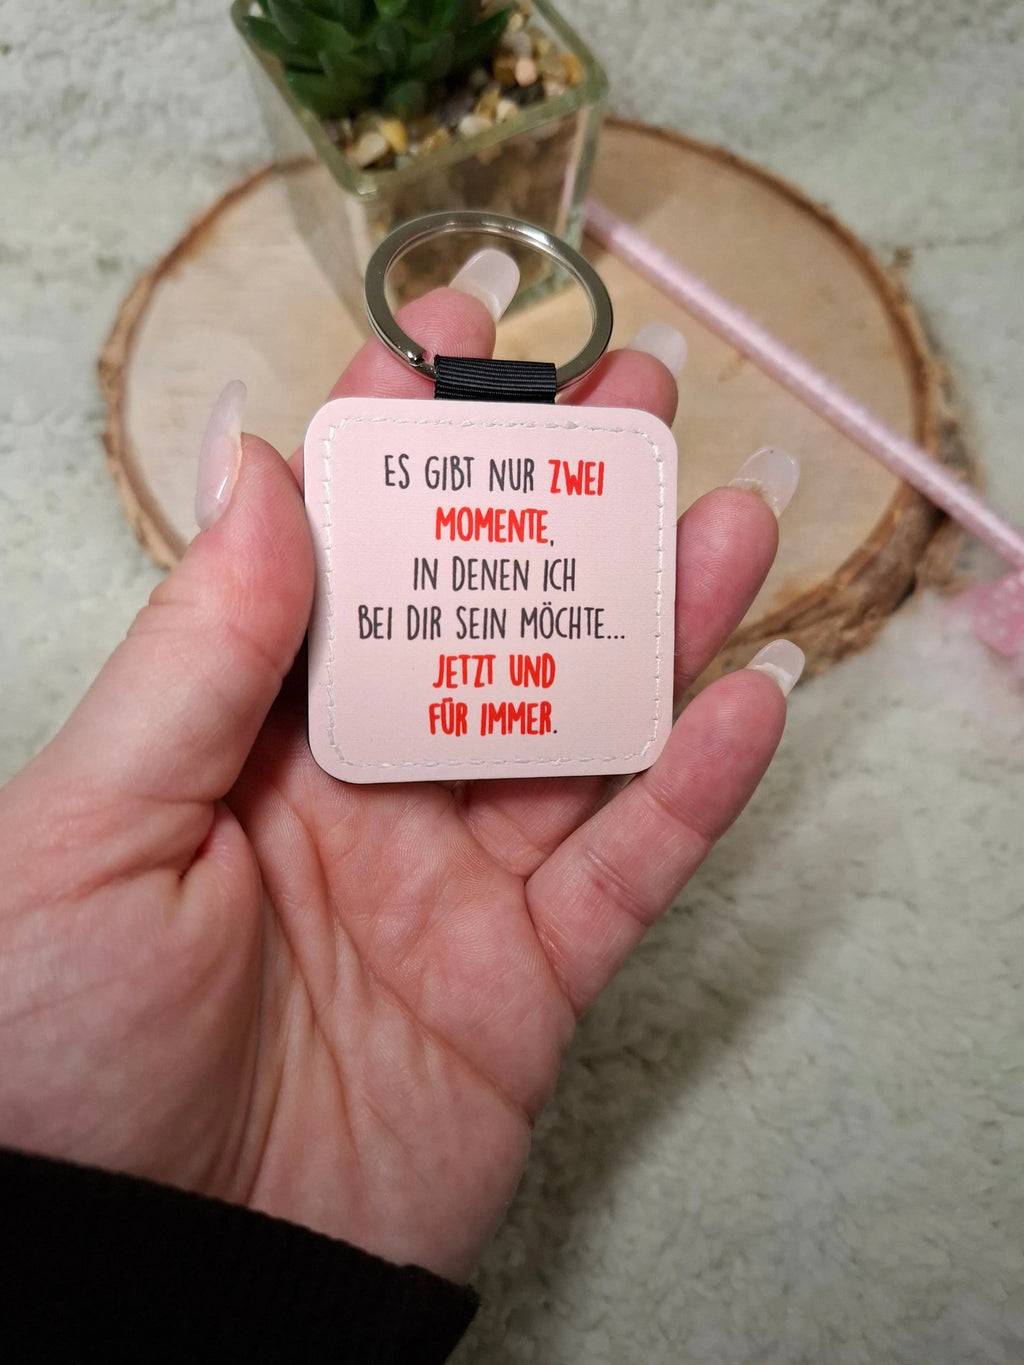 ES GIBT NUR ZWEI
MOMENTE,
IN DENEN ICH
BEI DIR SEIN MÖCHTE...
JETZT UND
FÜR IMMER.